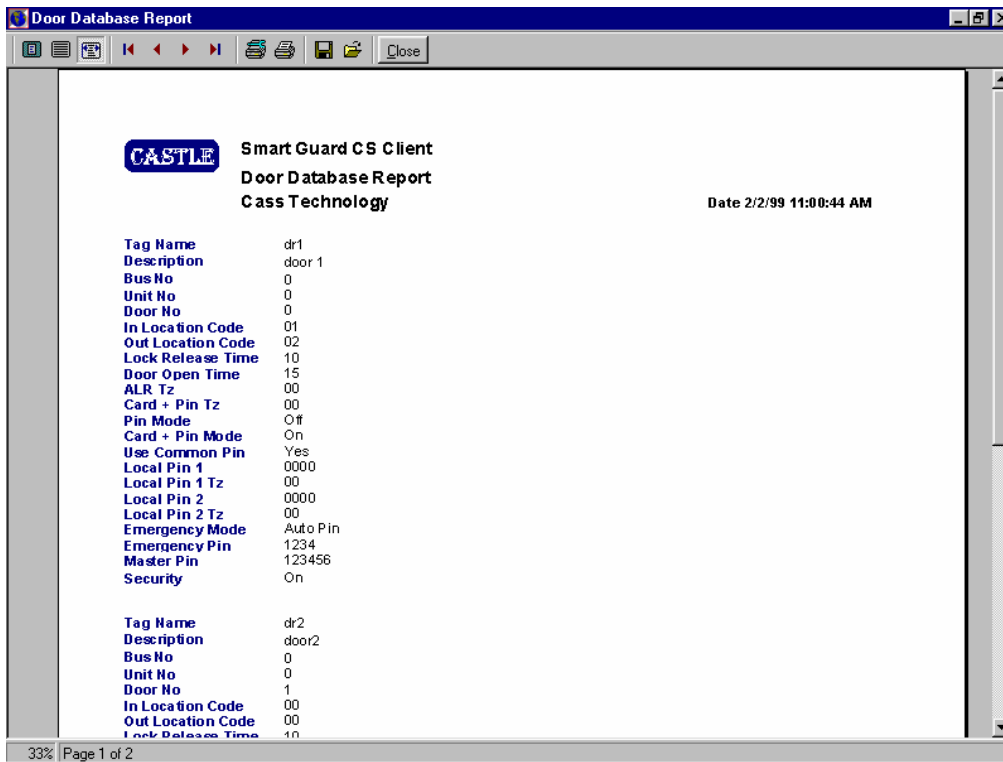 Door Database Report
Close
CASTLE
Smart Guard CS Client
Door Database Report
Cass Technology
Date 2/2/99 11:00:44 AM
Tag Name dr1
Description door 1
Bus No 0
Unit No 0
Door No 0
In Location Code 01
Out Location Code 02
Lock Release Time 10
Door Open Time 15
ALR Tz 00
Card + Pin Tz 00
Pin Mode Off
Card + Pin Mode On
Use Common Pin Yes
Local Pin 1 0000
Local Pin 1 Tz 00
Local Pin 2 0000
Local Pin 2 Tz 00
Emergency Mode Auto Pin
Emergency Pin 1234
Master Pin 123456
Security On
Tag Name dr2
Description door2
Bus No 0
Unit No 0
Door No 1
In Location Code 00
Out Location Code 00
Lock Release Time 10
33% Page 1 of 2